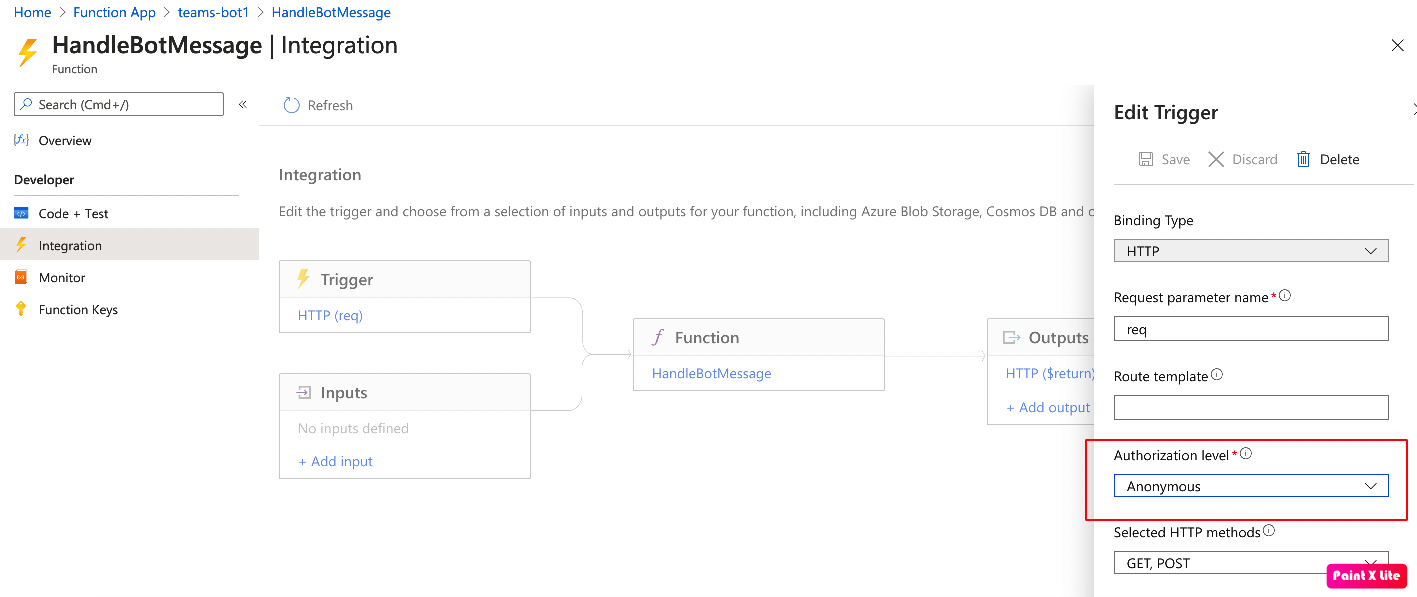 Home > Function App > teams-bot1 > HandleBotMessage
HandleBotMessage | Integration
Function
Search (Cmd+/)
«
Refresh
Overview
Developer
Code + Test
Integration
Monitor
Function Keys
Integration
Edit the trigger and choose from a selection of inputs and outputs for your function, including Azure Blob Storage, Cosmos DB and o
Trigger
HTTP (req)
Inputs
No inputs defined
+ Add input
Function
HandleBotMessage
Outputs
HTTP ($return)
+ Add output
Edit Trigger
Save Discard Delete
Binding Type
HTTP
Request parameter name *
req
Route template
Authorization level *
Anonymous
Selected HTTP methods
GET, POST
Paint X Lite